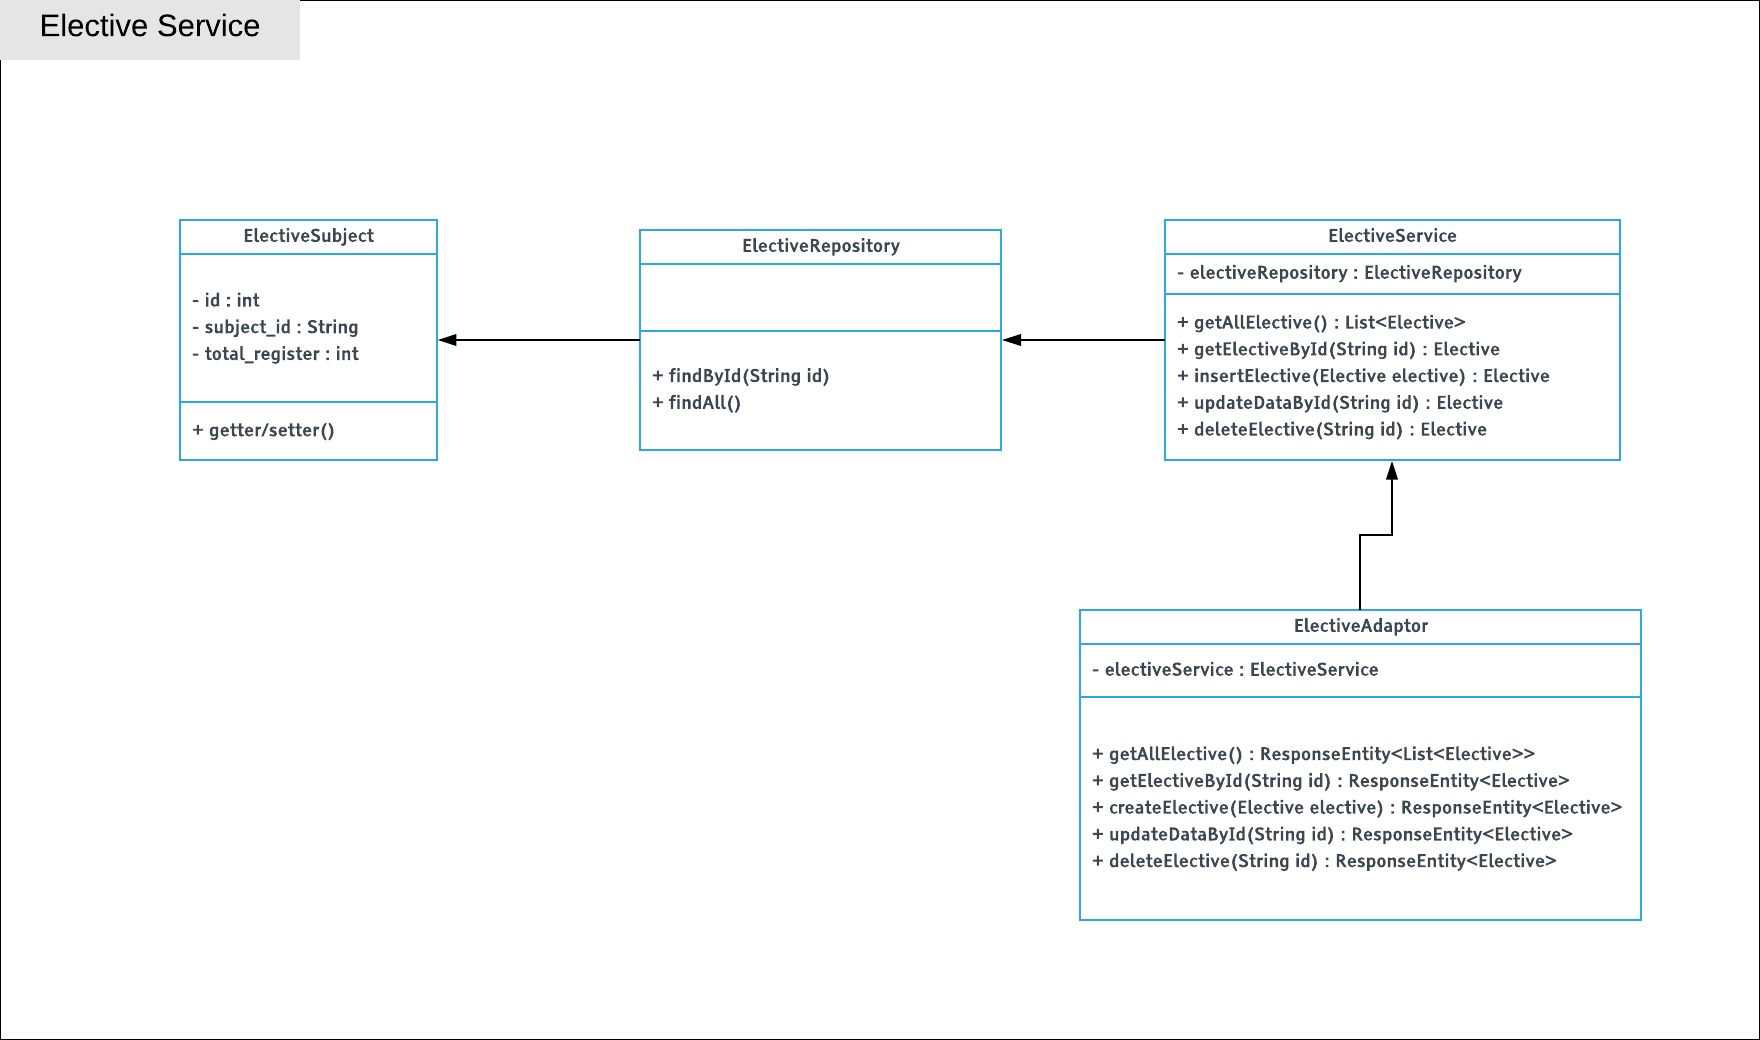 Elective Service
ElectiveSubject
- id : int
- subject_id : String
- total_register : int
+ getter/setter()
ElectiveRepository
+ findById(String id)
+ findAll()
ElectiveService
- electiveRepository : ElectiveRepository
+ getAllElective() : List<Elective>
+ getElectiveById(String id) : Elective
+ insertElective(Elective elective) : Elective
+ updateDataById(String id) : Elective
+ deleteElective(String id) : Elective
ElectiveAdaptor
- electiveService : ElectiveService
+ getAllElective() : ResponseEntity<List<Elective>>
+ getElectiveById(String id) : ResponseEntity<Elective>
+ createElective(Elective elective) : ResponseEntity<Elective>
+ updateDataById(String id) : ResponseEntity<Elective>
+ deleteElective(String id) : ResponseEntity<Elective>